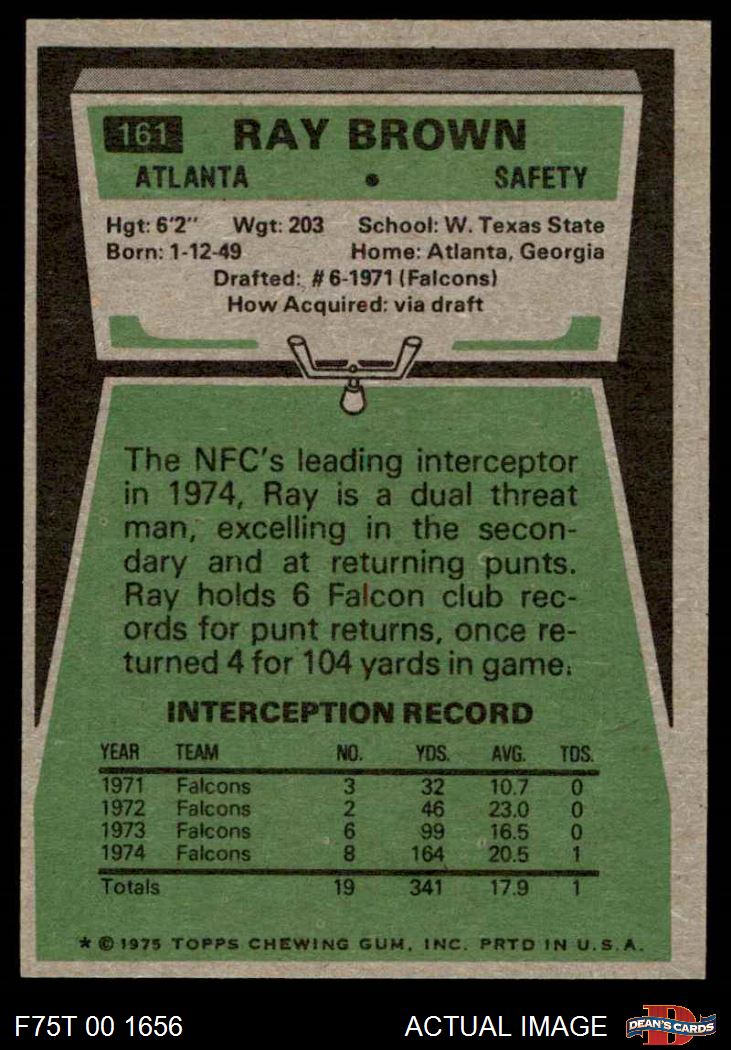 161 RAY BROWN
ATLANTA • SAFETY
Hgt: 6'2" Wgt: 203 School: W. Texas State
Born: 1-12-49 Home: Atlanta, Georgia
Drafted: #6-1971 (Falcons)
How Acquired: via draft
The NFC's leading interceptor
in 1974, Ray is a dual threat
man, excelling in the secon-
dary and at returning punts.
Ray holds 6 Falcon club rec-
ords for punt returns, once re-
turned 4 for 104 yards in game.
INTERCEPTION RECORD
YEAR TEAM NO. YDS. AVG. TDS.
1971 Falcons 3 32 10.7 0
1972 Falcons 2 46 23.0 0
1973 Falcons 6 99 16.5 0
1974 Falcons 8 164 20.5 1
Totals 19 341 17.9 1
* © 1975 TOPPS CHEWING GUM, INC. PRTD IN U.S.A.
F75T 00 1656 ACTUAL IMAGE DEAN'S CARDS